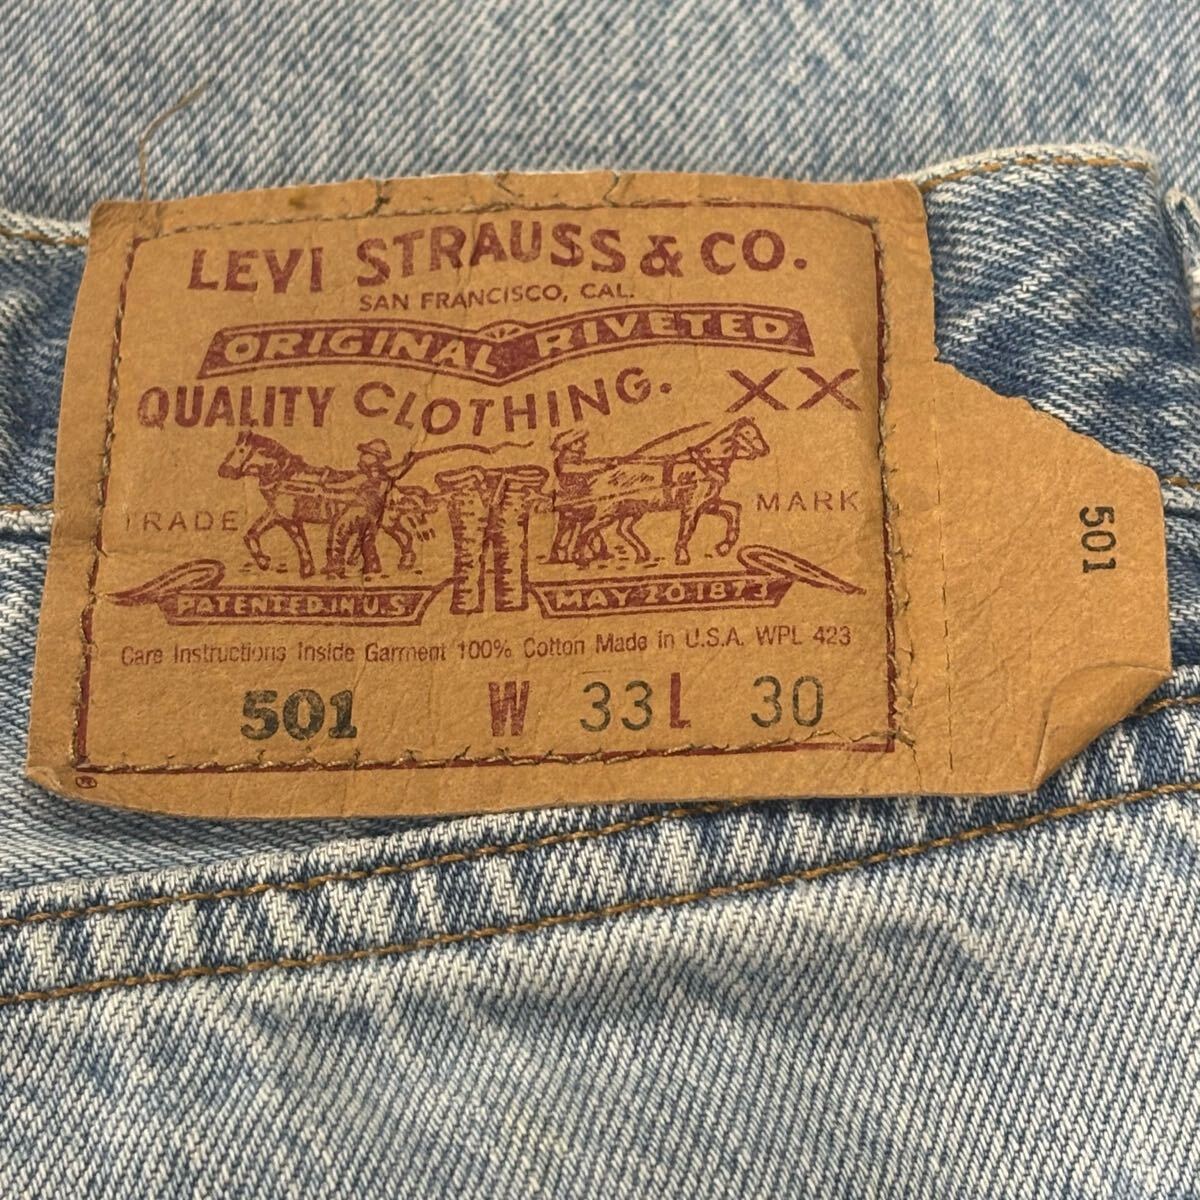 LEVI STRAUSS & CO.
SAN FRANCISCO, CAL.
ORIGINAL RIVETED
QUALITY CLOTHING. XX
TRADE MARK
PATENTED IN U.S. MAY 20 1873
Care Instructions Inside Garment 100% Cotton Made in U.S.A. WPL 423
501 W 33 L 30
®
501